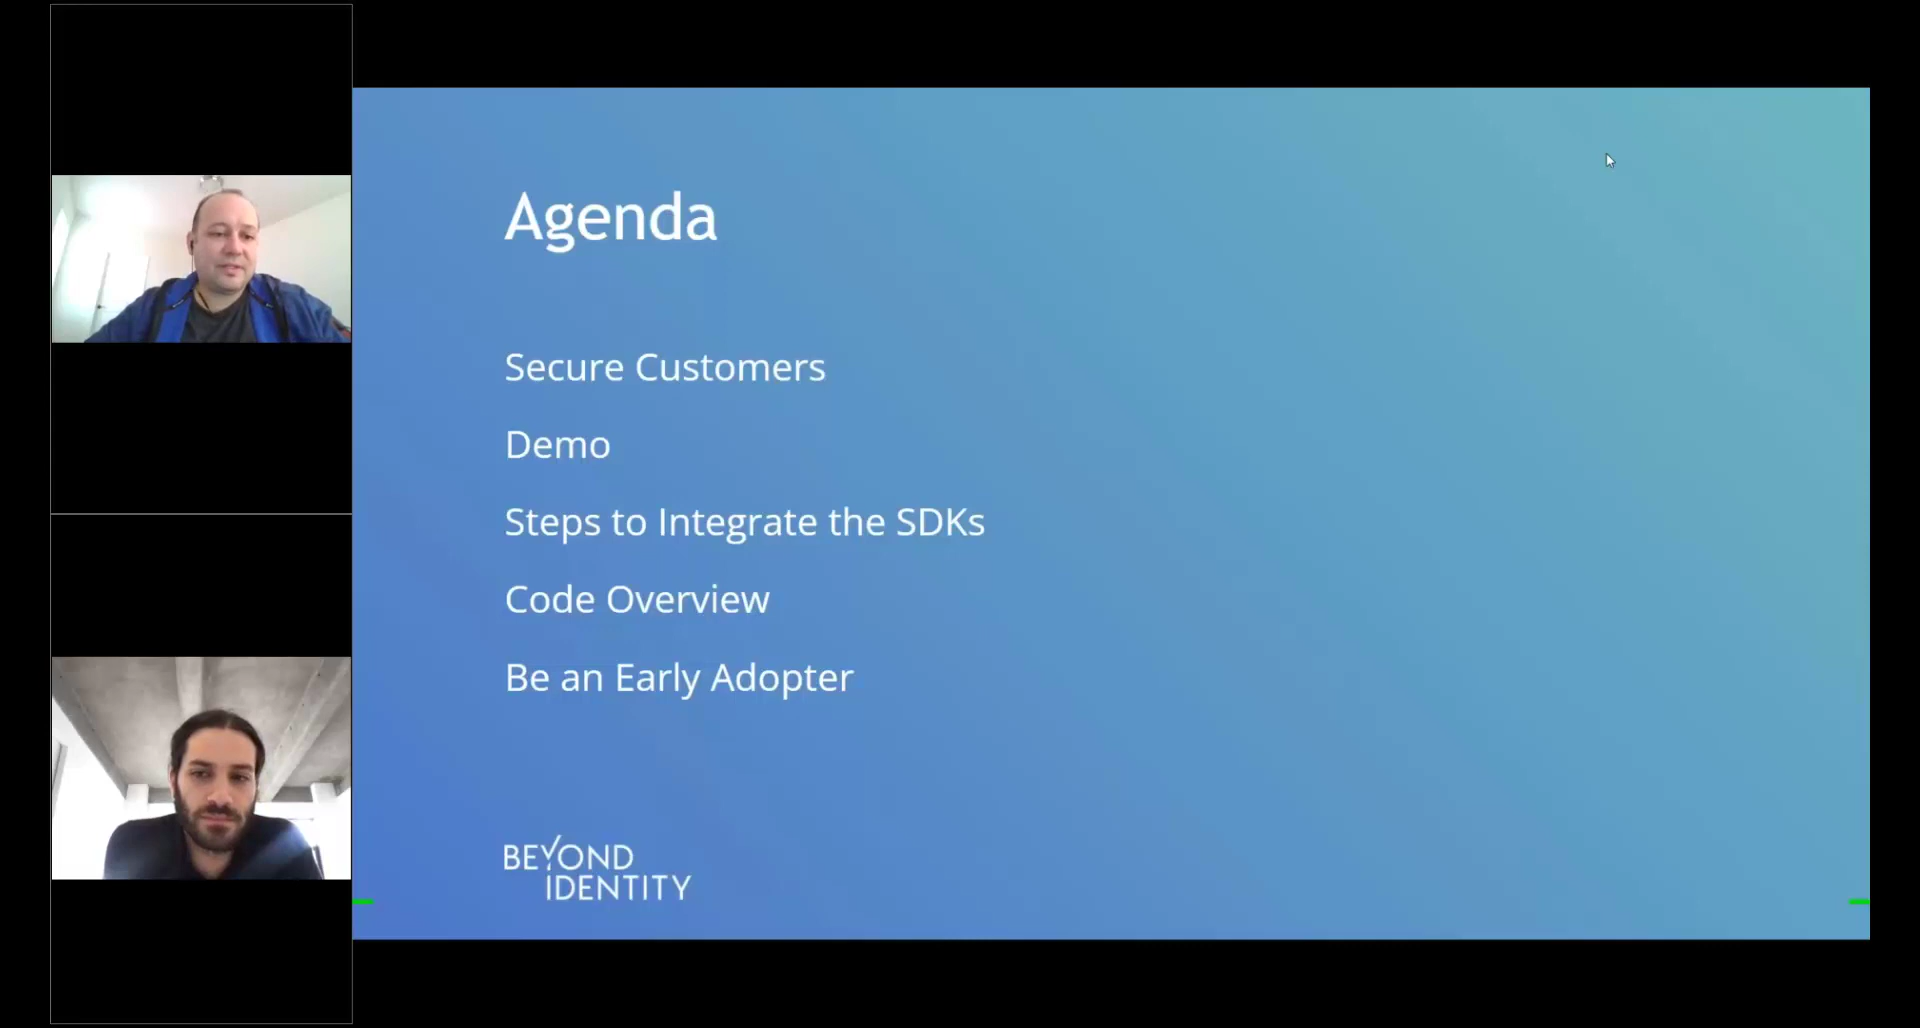 Agenda
Secure Customers
Demo
Steps to Integrate the SDKs
Code Overview
Be an Early Adopter
BEYOND
IDENTITY